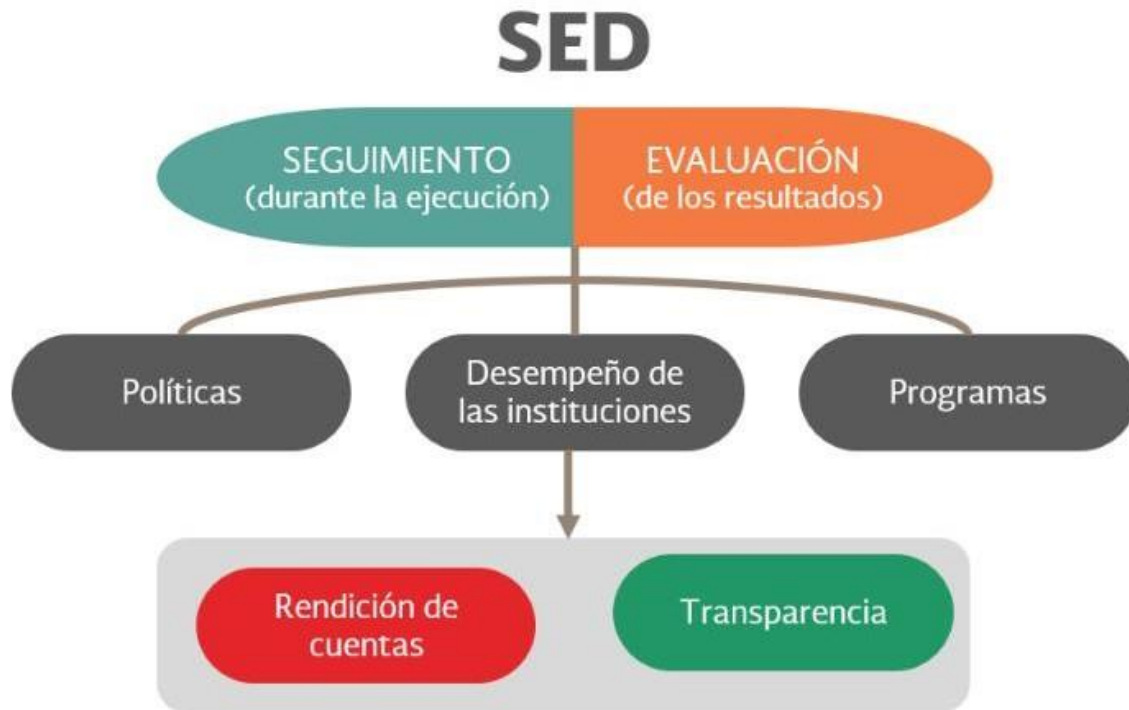 SED
SEGUIMIENTO
(durante la ejecución)
EVALUACIÓN
(de los resultados)
Políticas
Desempeño de
las instituciones
Programas
Rendición de
cuentas
Transparencia